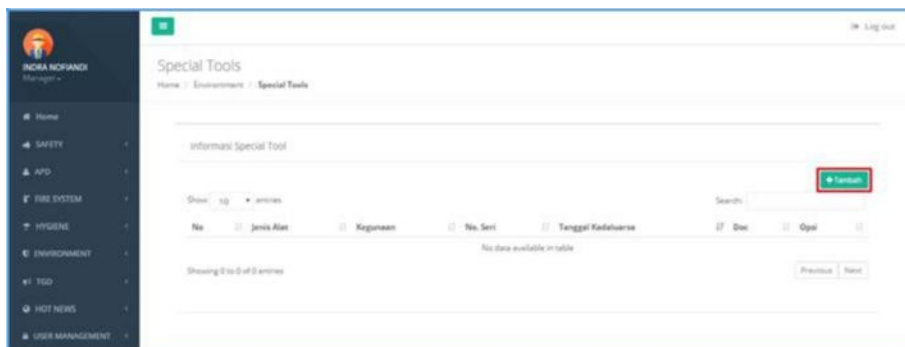 Log out
INDRA NOFIANDI
Manager
Special Tools
Home / Environment / Special Tools
Home
SAFETY
APD
FIRE SYSTEM
HYGIENE
ENVIRONMENT
TGD
HOT NEWS
USER MANAGEMENT
Informasi Special Tool
+Tambah
Show 10 entries
Search:
No Jenis Alat Kegunaan No. Seri Tanggal Kadaluarsa Doc Opsi
No data available in table
Showing 0 to 0 of 0 entries
Previous Next